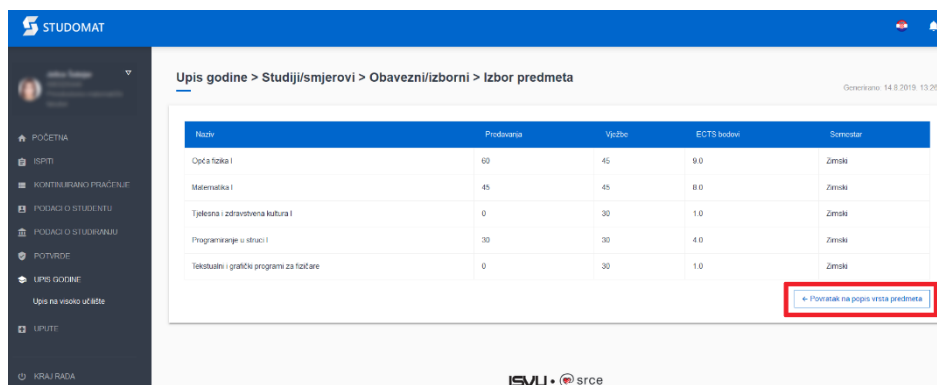 STUDOMAT
Upis godine > Studiji/smjerovi > Obavezni/izborni > Izbor predmeta
Generirano: 14.8.2019. 13:26
POČETNA
ISPITI
KONTINUIRANO PRAĆENJE
PODACI O STUDENTU
PODACI O STUDIRANJU
POTVRDE
UPIS GODINE
Upis na visoko učilište
UPUTE
KRAJ RADA
Naziv Predavanja Vježbe ECTS bodovi Semestar
Opća fizika I 60 45 9.0 Zimski
Matematika I 45 45 8.0 Zimski
Tjelesna i zdravstvena kultura I 0 30 1.0 Zimski
Programiranje u struci I 30 30 4.0 Zimski
Tekstualni i grafički programi za fizičare 0 30 1.0 Zimski
← Povratak na popis vrsta predmeta
ISVU • srce